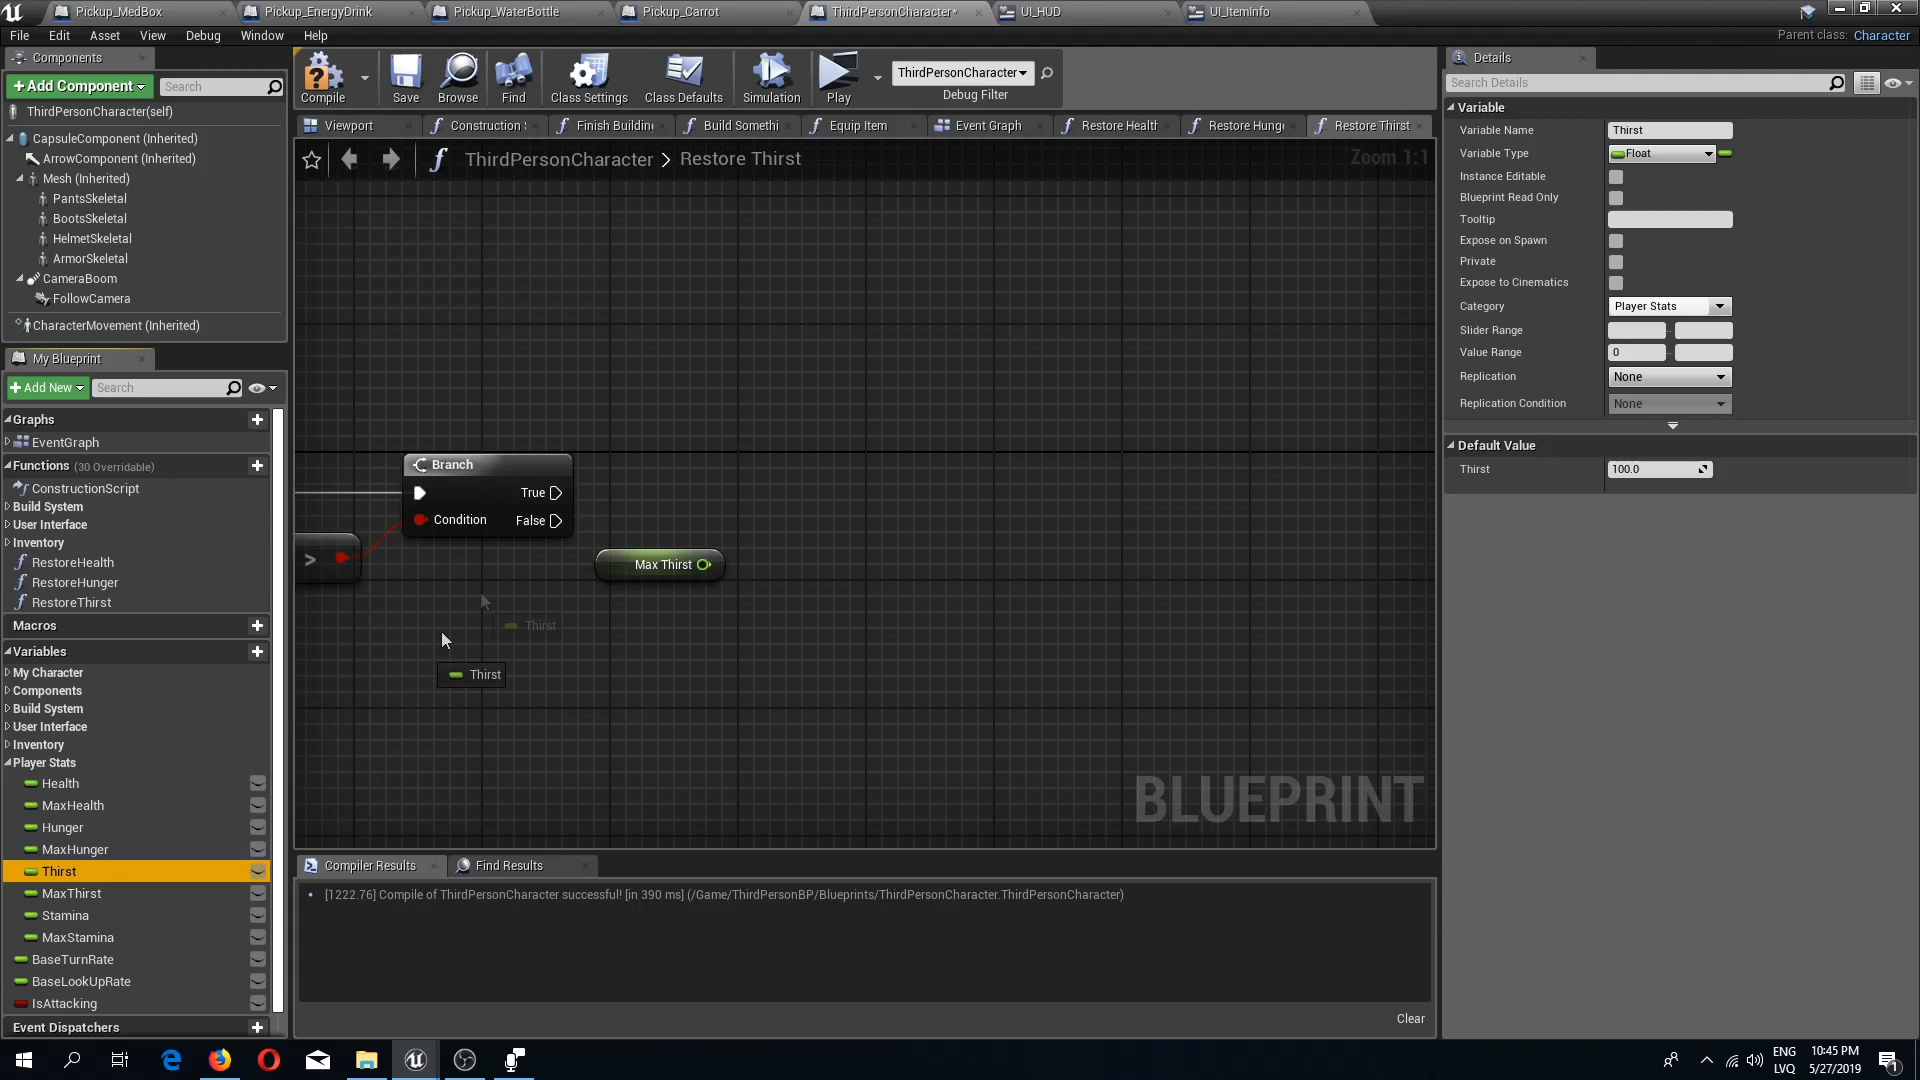 Pickup_MedBox
Pickup_EnergyDrink
Pickup_WaterBottle
Pickup_Carrot
ThirdPersonCharacter*
UI_HUD
UI_ItemInfo
File Edit Asset View Debug Window Help
Parent class: Character
Components
+Add Component
Search
ThirdPersonCharacter(self)
CapsuleComponent (Inherited)
ArrowComponent (Inherited)
Mesh (Inherited)
PantsSkeletal
BootsSkeletal
HelmetSkeletal
ArmorSkeletal
CameraBoom
FollowCamera
CharacterMovement (Inherited)
My Blueprint
+Add New
Search
Graphs
EventGraph
Functions (30 Overridable)
ConstructionScript
Build System
User Interface
Inventory
RestoreHealth
RestoreHunger
RestoreThirst
Macros
Variables
My Character
Components
Build System
User Interface
Inventory
Player Stats
Health
MaxHealth
Hunger
MaxHunger
Thirst
MaxThirst
Stamina
MaxStamina
BaseTurnRate
BaseLookUpRate
IsAttacking
Event Dispatchers
Compile
Save
Browse
Find
Class Settings
Class Defaults
Simulation
Play
ThirdPersonCharacter
Debug Filter
Viewport
Construction
Finish Building
Build Somethi
Equip Item
Event Graph
Restore Health
Restore Hung
Restore Thirst
ThirdPersonCharacter > Restore Thirst
Zoom 1:1
Branch
True
Condition
False
>
Max Thirst
Thirst
Thirst
BLUEPRINT
Compiler Results
Find Results
[1222.76] Compile of ThirdPersonCharacter successful! [in 390 ms] (/Game/ThirdPersonBP/Blueprints/ThirdPersonCharacter.ThirdPersonCharacter)
Clear
Details
Search Details
Variable
Variable Name Thirst
Variable Type Float
Instance Editable
Blueprint Read Only
Tooltip
Expose on Spawn
Private
Expose to Cinematics
Category Player Stats
Slider Range
Value Range 0
Replication None
Replication Condition None
Default Value
Thirst 100.0
ENG
LVQ
10:45 PM
5/27/2019
1